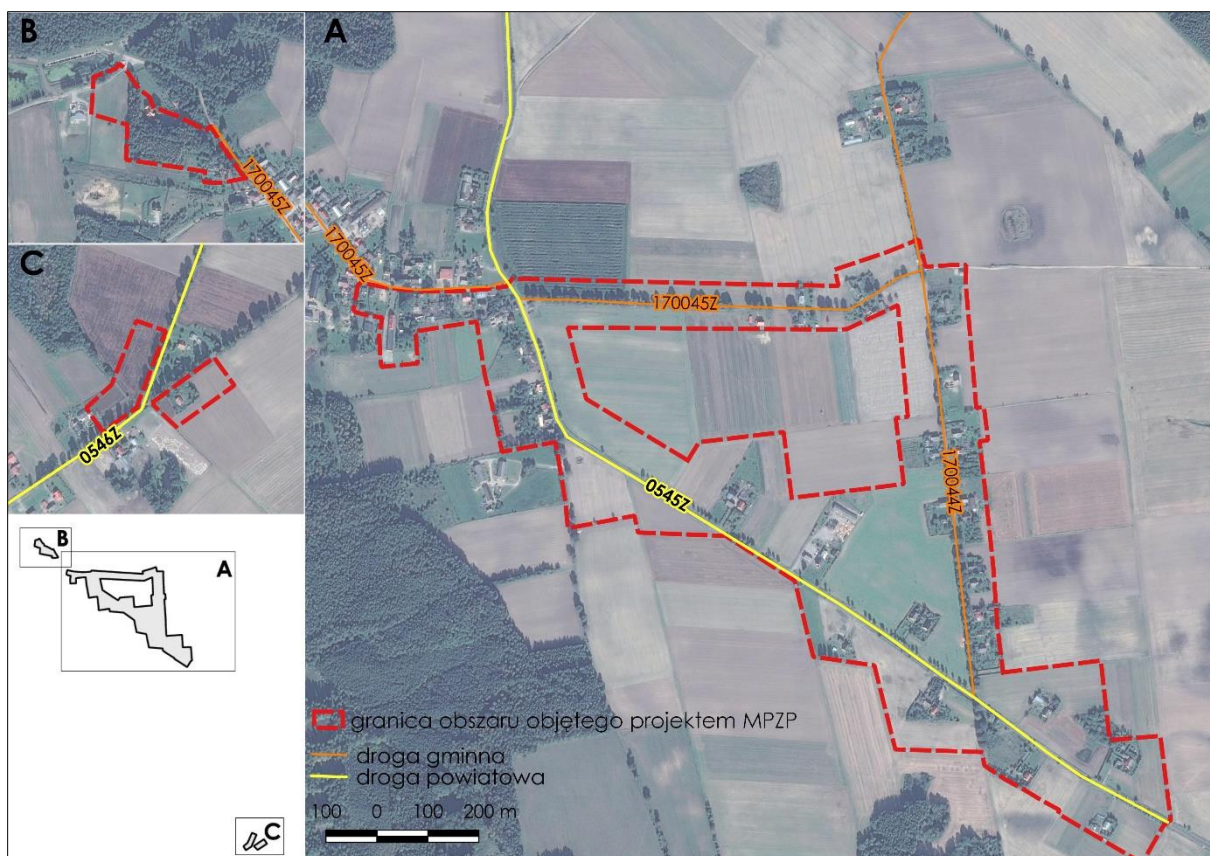 B
170045Z
A
170045Z
170045Z
0545Z
170044Z
C
0546Z
B
A
C
granica obszaru objętego projektem MPZP
droga gminna
droga powiatowa
100 0 100 200 m